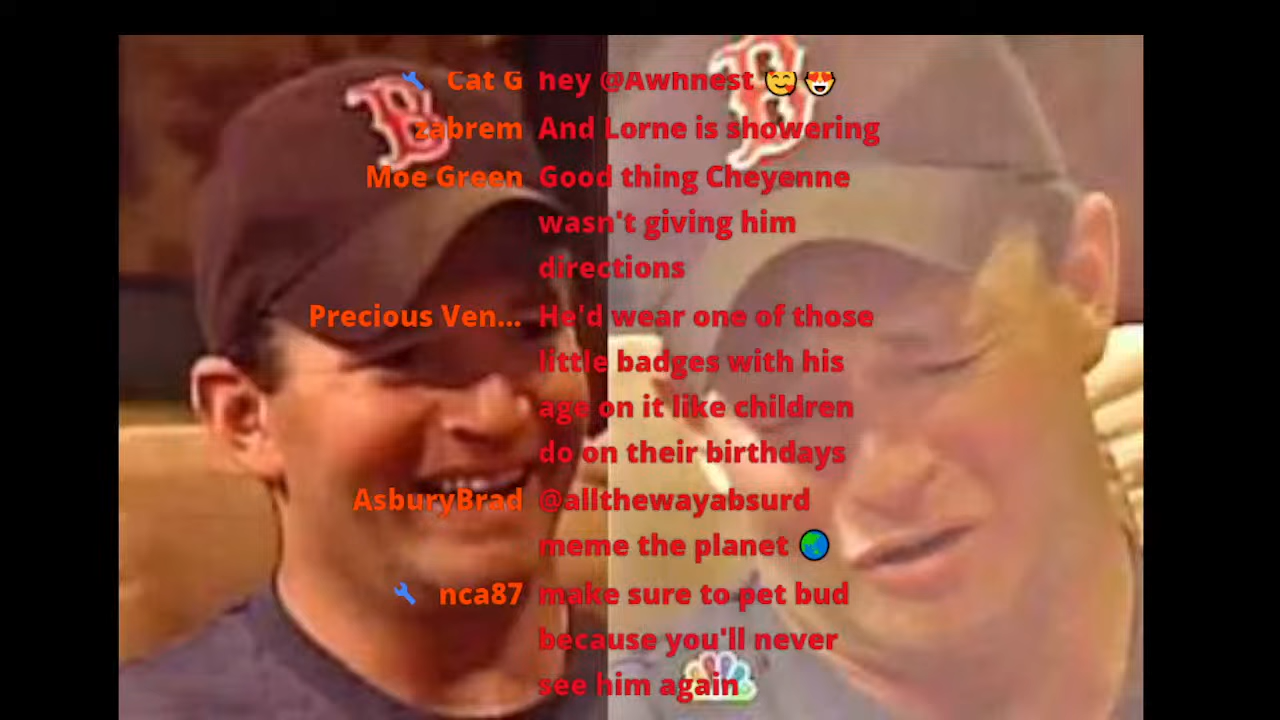 B B
Cat G hey @Awhnest 🥰😍
zabrem And Lorne is showering
Moe Green Good thing Cheyenne
wasn't giving him
directions
Precious Ven... He'd wear one of those
little badges with his
age on it like children
do on their birthdays
AsburyBrad @allthewayabsurd
meme the planet 🌏
nca87 make sure to pet bud
because you'll never
see him again